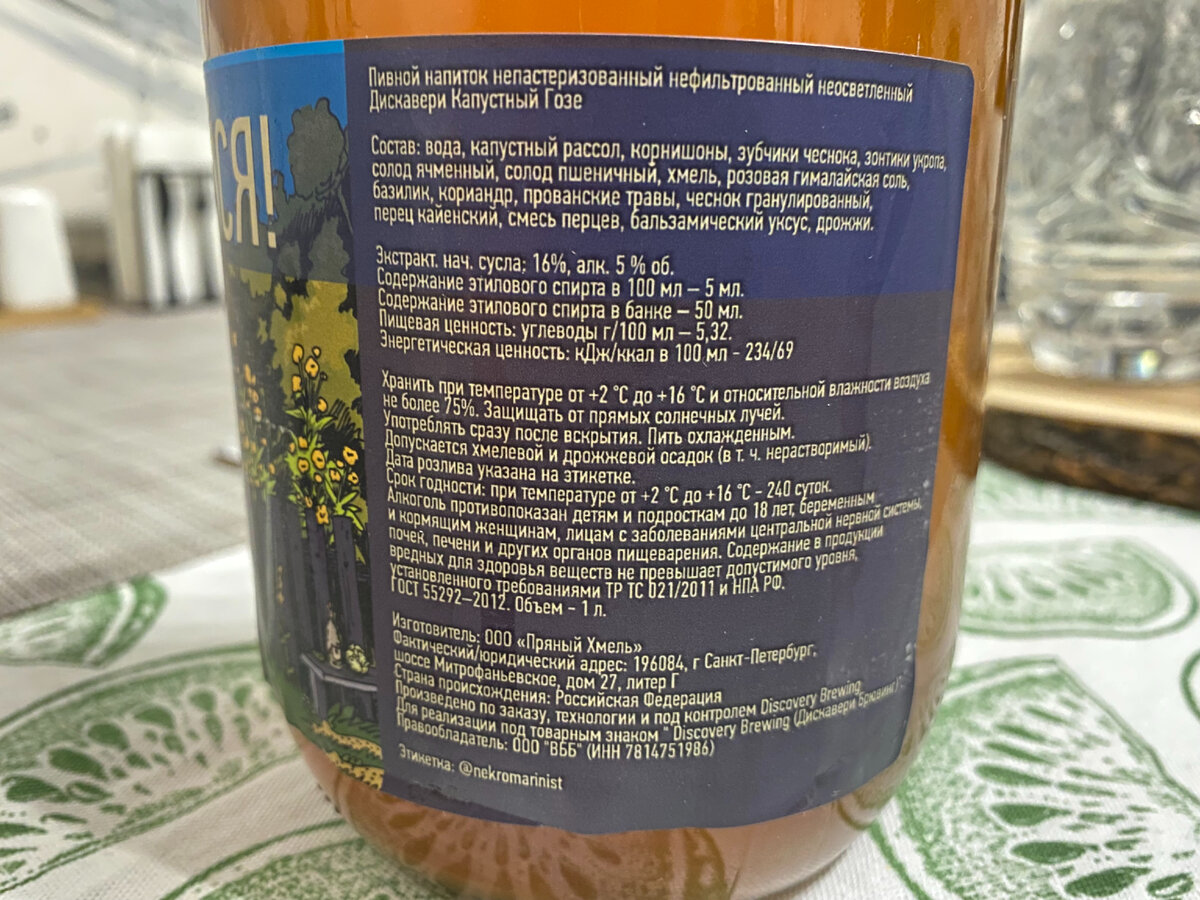 СЯ!
Пивной напиток непастеризованный нефильтрованный неосветленный
Дискавери Капустный Гозе
Состав: вода, капустный рассол, корнишоны, зубчики чеснока, зонтики укропа,
солод ячменный, солод пшеничный, хмель, розовая гималайская соль,
базилик, кориандр, прованские травы, чеснок гранулированный,
перец кайенский, смесь перцев, бальзамический уксус, дрожжи.
Экстракт. нач. сусла: 16%, алк. 5 % об.
Содержание этилового спирта в 100 мл – 5 мл.
Содержание этилового спирта в банке – 50 мл.
Пищевая ценность: углеводы г/100 мл – 5,32.
Энергетическая ценность: кДж/ккал в 100 мл - 234/69
Хранить при температуре от +2 °С до +16 °С и относительной влажности воздуха
не более 75%. Защищать от прямых солнечных лучей.
Употреблять сразу после вскрытия. Пить охлажденным.
Допускается хмелевой и дрожжевой осадок (в т. ч. нерастворимый).
Дата розлива указана на этикетке.
Срок годности: при температуре от +2 °С до +16 °С - 240 суток.
Алкоголь противопоказан детям и подросткам до 18 лет, беременным
и кормящим женщинам, лицам с заболеваниями центральной нервной системы,
почей, печени и других органов пищеварения. Содержание в продукции
вредных для здоровья веществ не превышает допустимого уровня,
установленного требованиями ТР ТС 021/2011 и НПА РФ.
ГОСТ 55292–2012. Объем - 1 л.
Изготовитель: ООО «Пряный Хмель»
Фактический/юридический адрес: 196084, г Санкт-Петербург,
шоссе Митрофаньевское, дом 27, литер Г
Страна происхождения: Российская Федерация
Произведено по заказу, технологии и под контролем Discovery Brewing
Для реализации под товарным знаком " Discovery Brewing (Дискавери Брювинг)".
Правообладатель: ООО "ВББ" (ИНН 7814751986)
Этикетка: @nekromarinist